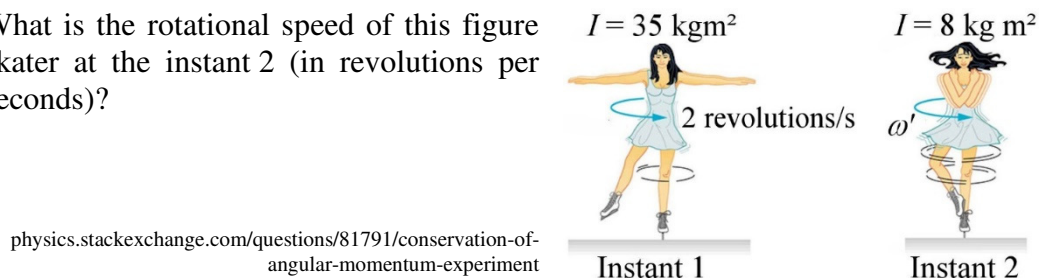 What is the rotational speed of this figure
skater at the instant 2 (in revolutions per
seconds)?
physics.stackexchange.com/questions/81791/conservation-of-
angular-momentum-experiment
I = 35 kgm²
2 revolutions/s
Instant 1
I = 8 kg m²
ω′
Instant 2